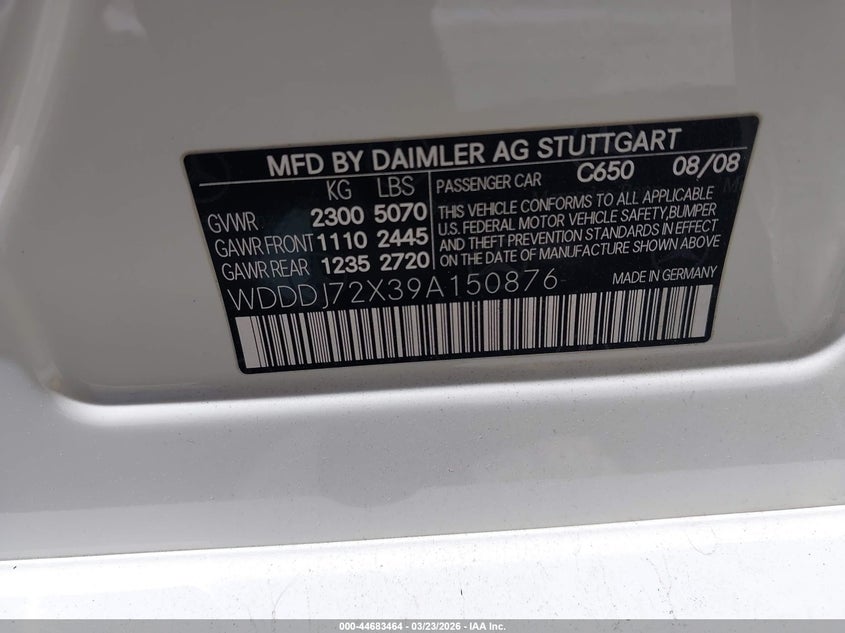 MFD BY DAIMLER AG STUTTGART
C650 08/08
KG LBS
GVWR 2300 5070
GAWR FRONT 1110 2445
GAWR REAR 1235 2720
PASSENGER CAR
THIS VEHICLE CONFORMS TO ALL APPLICABLE
U.S. FEDERAL MOTOR VEHICLE SAFETY,BUMPER
AND THEFT PREVENTION STANDARDS IN EFFECT
ON THE DATE OF MANUFACTURE SHOWN ABOVE
MADE IN GERMANY
WDDDJ72X39A150876
000-44683464 - 03/23/2026 - IAA Inc.